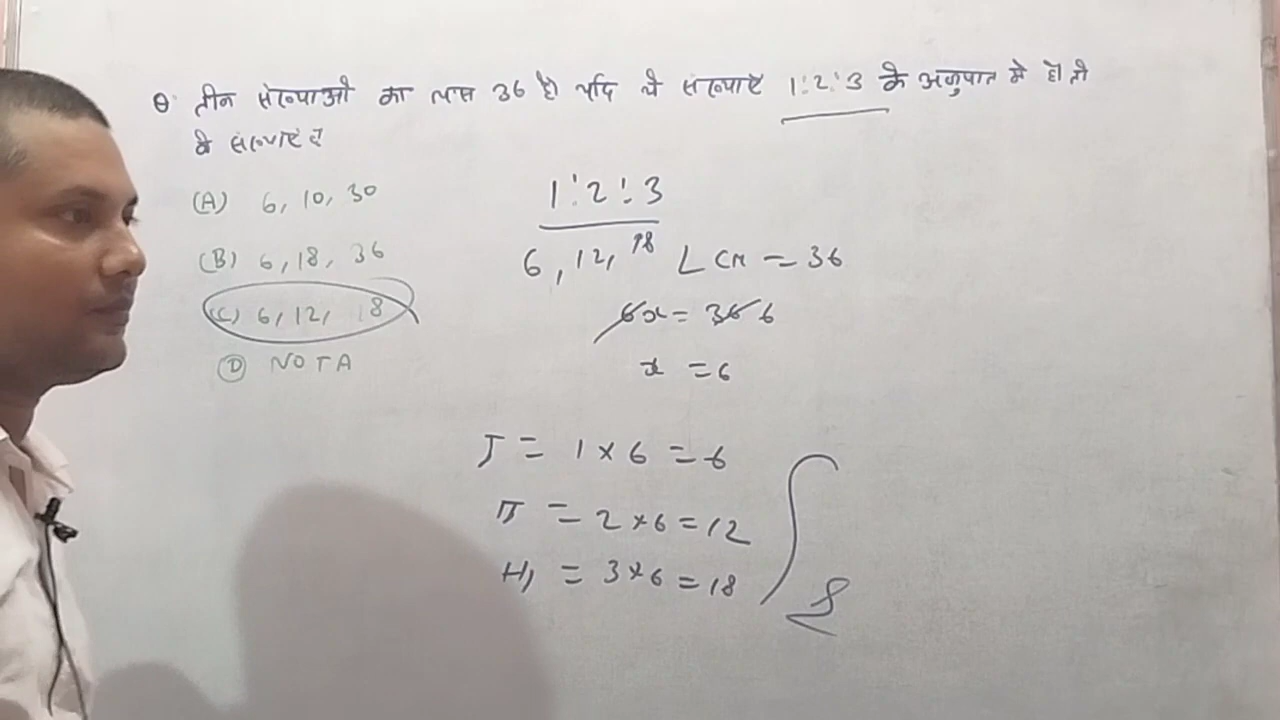 Q. तीन संख्याओ का लास 36 है। यदि ये संख्याएं 1:2:3 के अनुपात मे हो तो
वे संख्याएं है
(A) 6, 10, 30
(B) 6, 18, 36
(C) 6, 12, 18
(D) NOTA
1:2:3
6, 12, 18 LCM = 36
6x = 36 6
x = 6
I = 1 × 6 = 6
II = 2 × 6 = 12
= 3 × 6 = 18